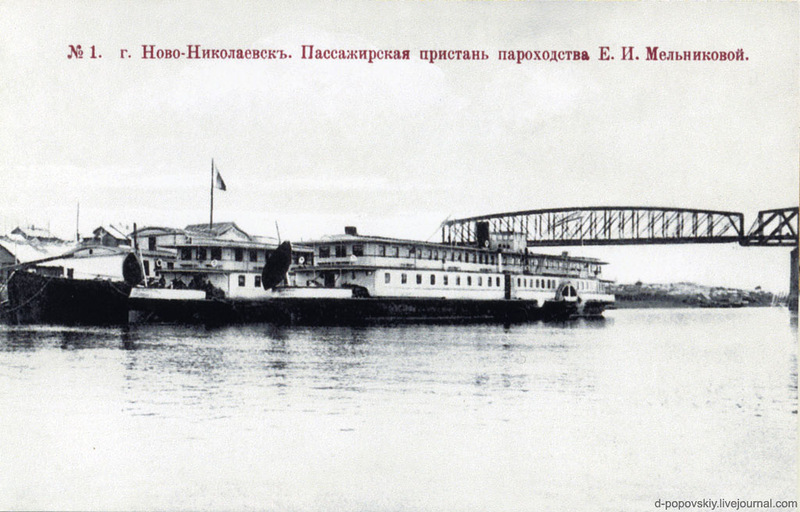 № 1. г. Ново-Николаевскъ. Пассажирская пристань пароходства Е. И. Мельниковой.
d-popovskiy.livejournal.com